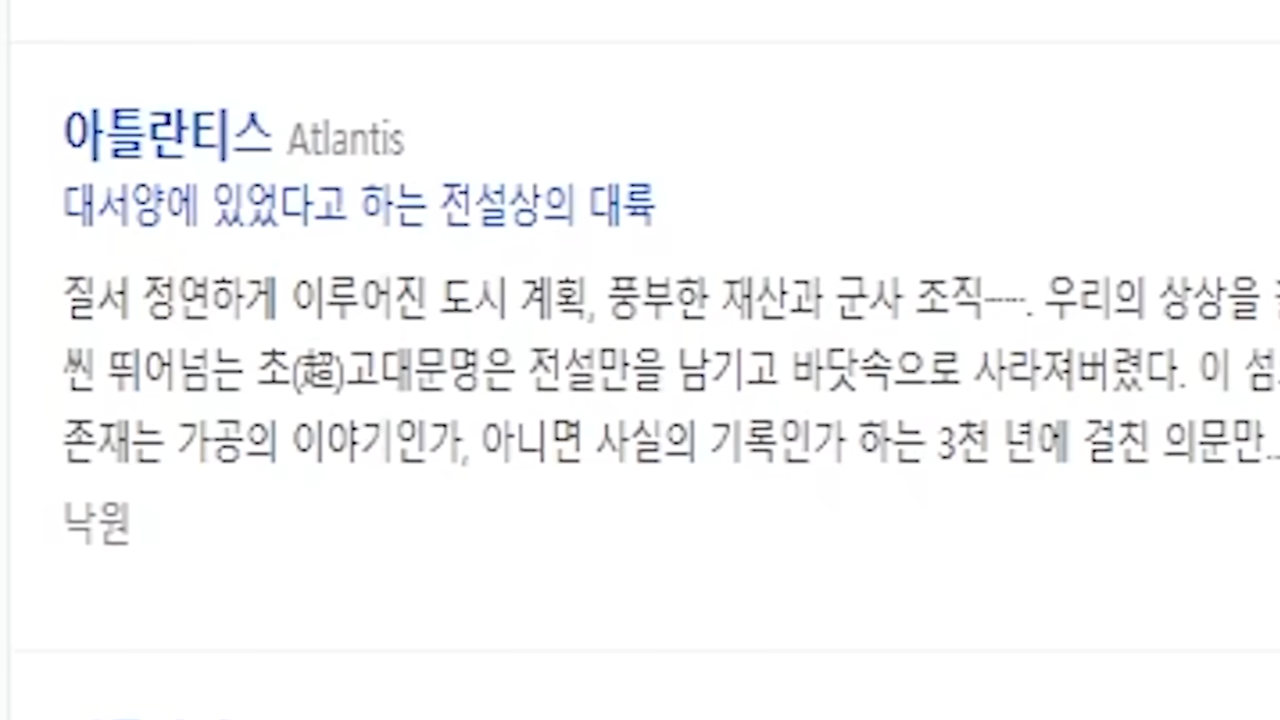 아틀란티스 Atlantis
대서양에 있었다고 하는 전설상의 대륙
질서 정연하게 이루어진 도시 계획, 풍부한 재산과 군사 조직----. 우리의 상상을
씬 뛰어넘는 초(超)고대문명은 전설만을 남기고 바닷속으로 사라져버렸다. 이 섬
존재는 가공의 이야기인가, 아니면 사실의 기록인가 하는 3천 년에 걸친 의문만...
낙원